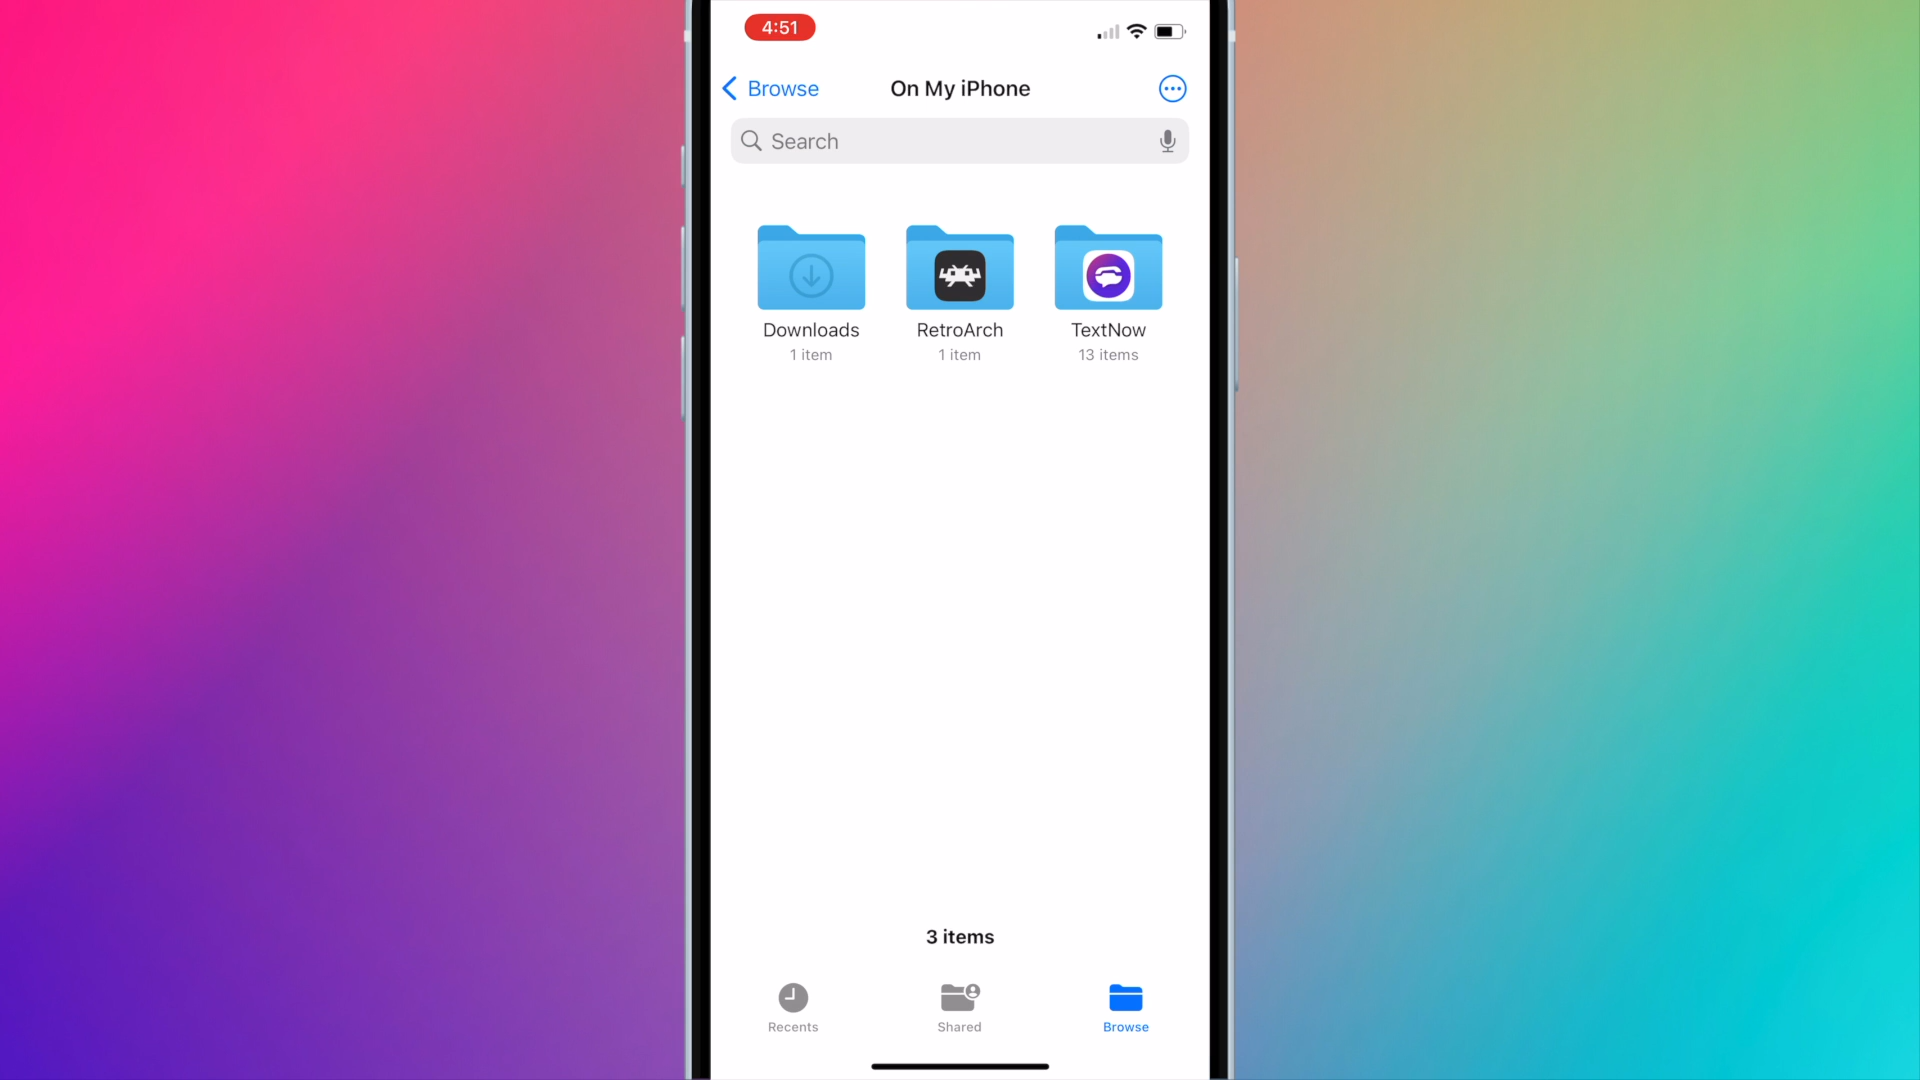 4:51
Browse
On My iPhone
Search
Downloads
1 item
RetroArch
1 item
TextNow
13 items
3 items
Recents
Shared
Browse